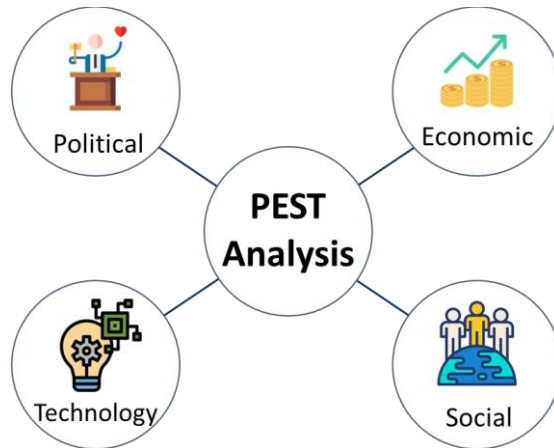 Political
Economic
PEST
Analysis
Technology
Social